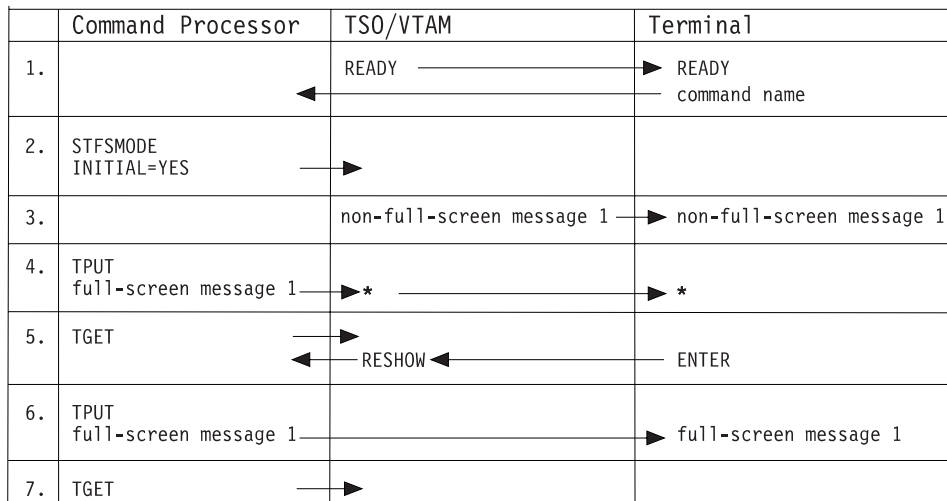 Command Processor TSO/VTAM Terminal
1. READY READY
command name
2. STFSMODE
INITIAL=YES
3. non-full-screen message 1 non-full-screen message 1
4. TPUT
full-screen message 1 * *
5. TGET
RESHOW ENTER
6. TPUT
full-screen message 1 full-screen message 1
7. TGET